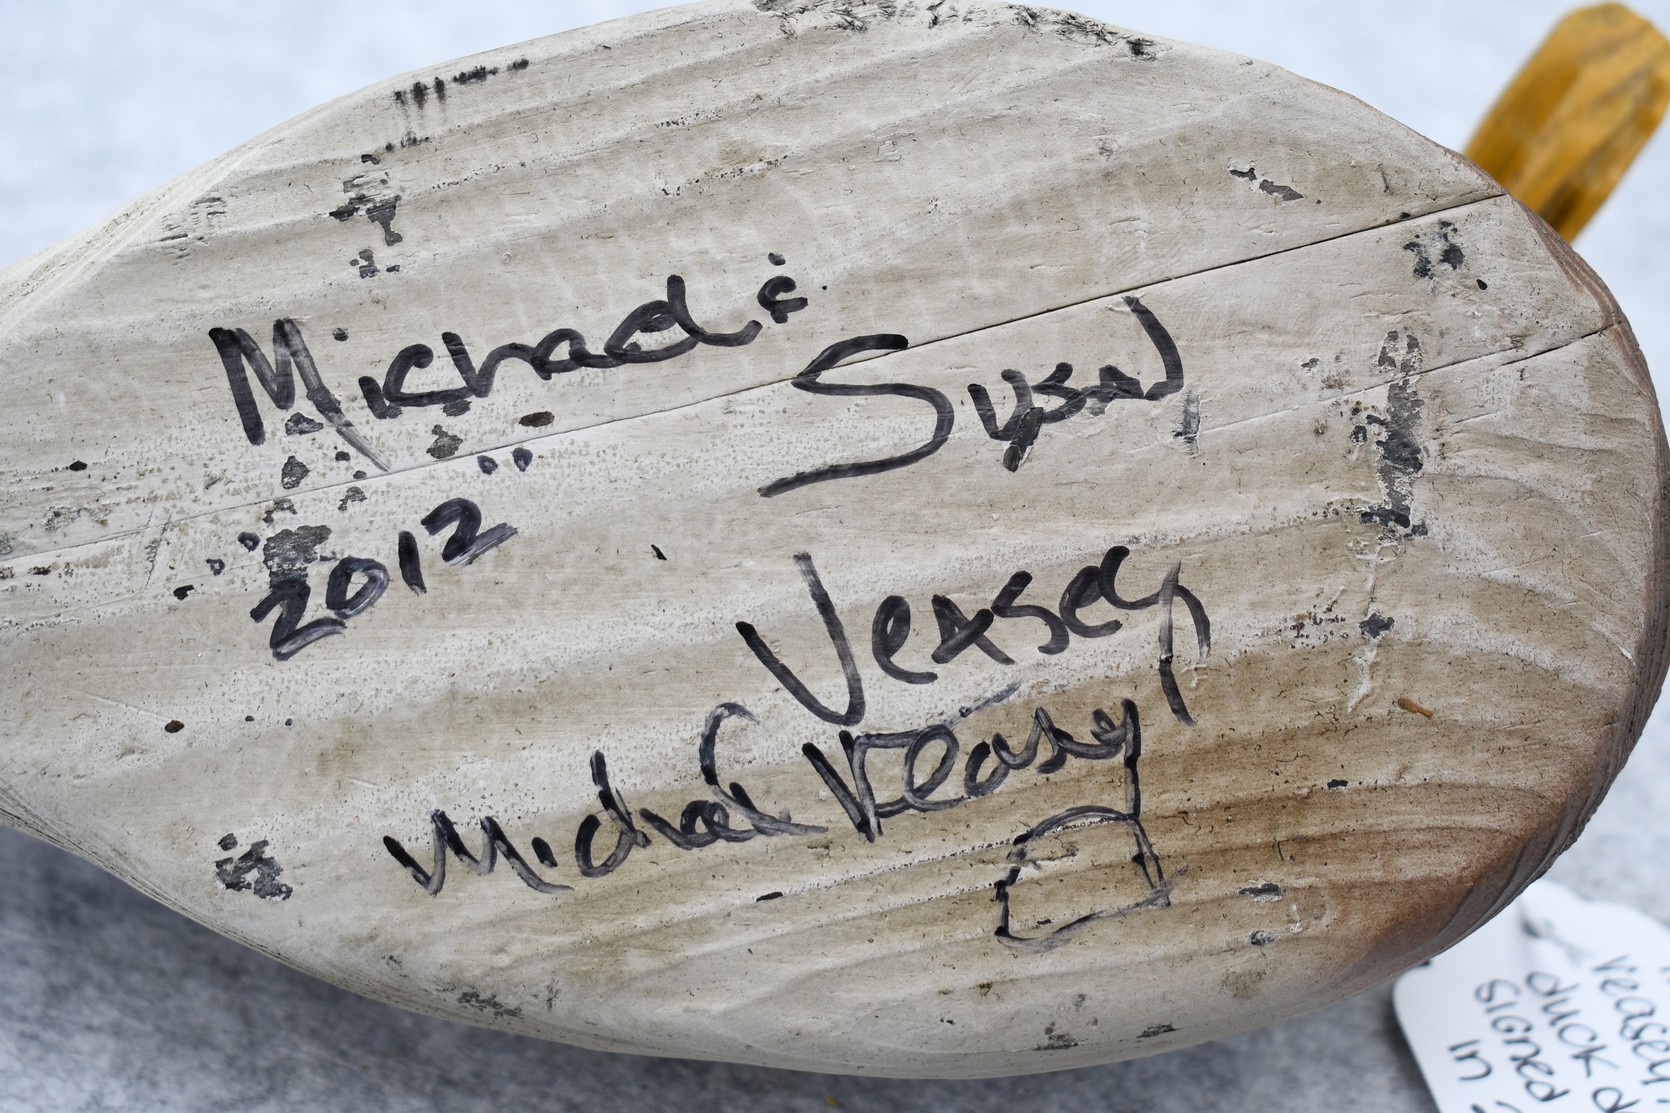 Michael &
Susan
2012"
Veasey
Michael Veasey
veasey
duck d
signed
in